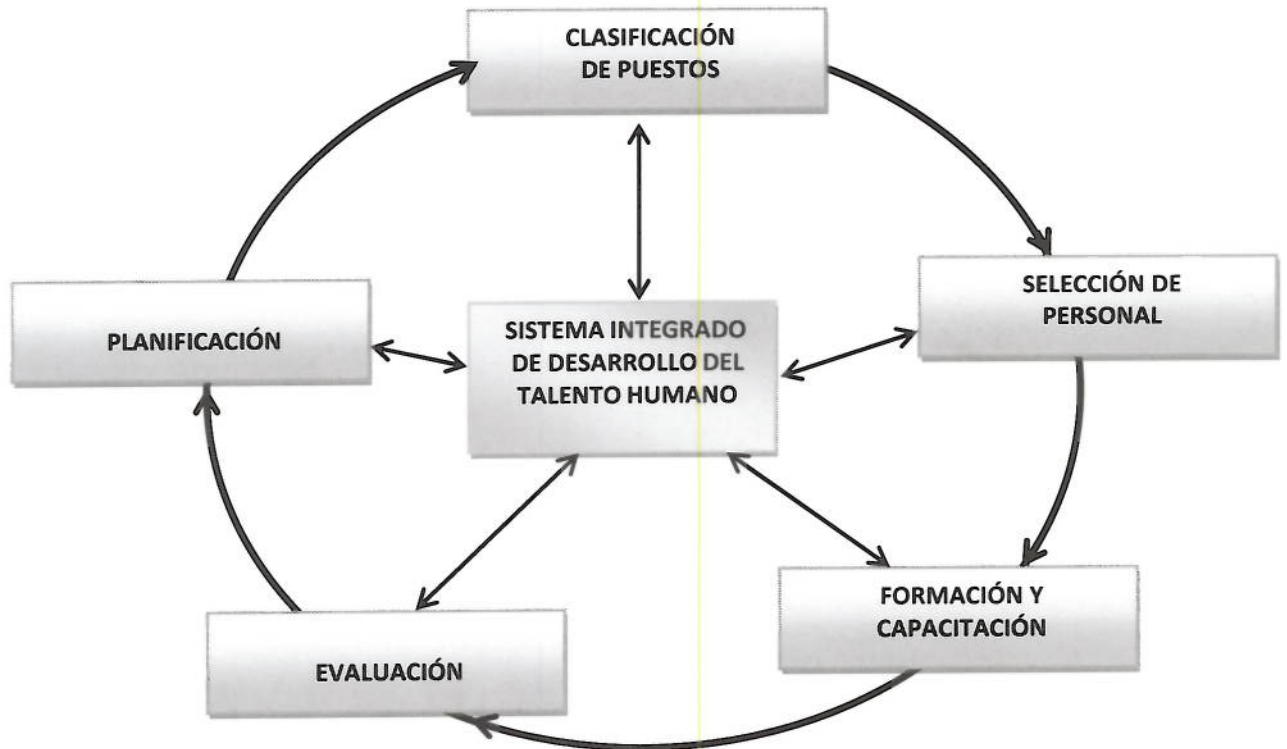 CLASIFICACIÓN
DE PUESTOS
SELECCIÓN DE
PERSONAL
PLANIFICACIÓN
SISTEMA INTEGRADO
DE DESARROLLO DEL
TALENTO HUMANO
FORMACIÓN Y
CAPACITACIÓN
EVALUACIÓN